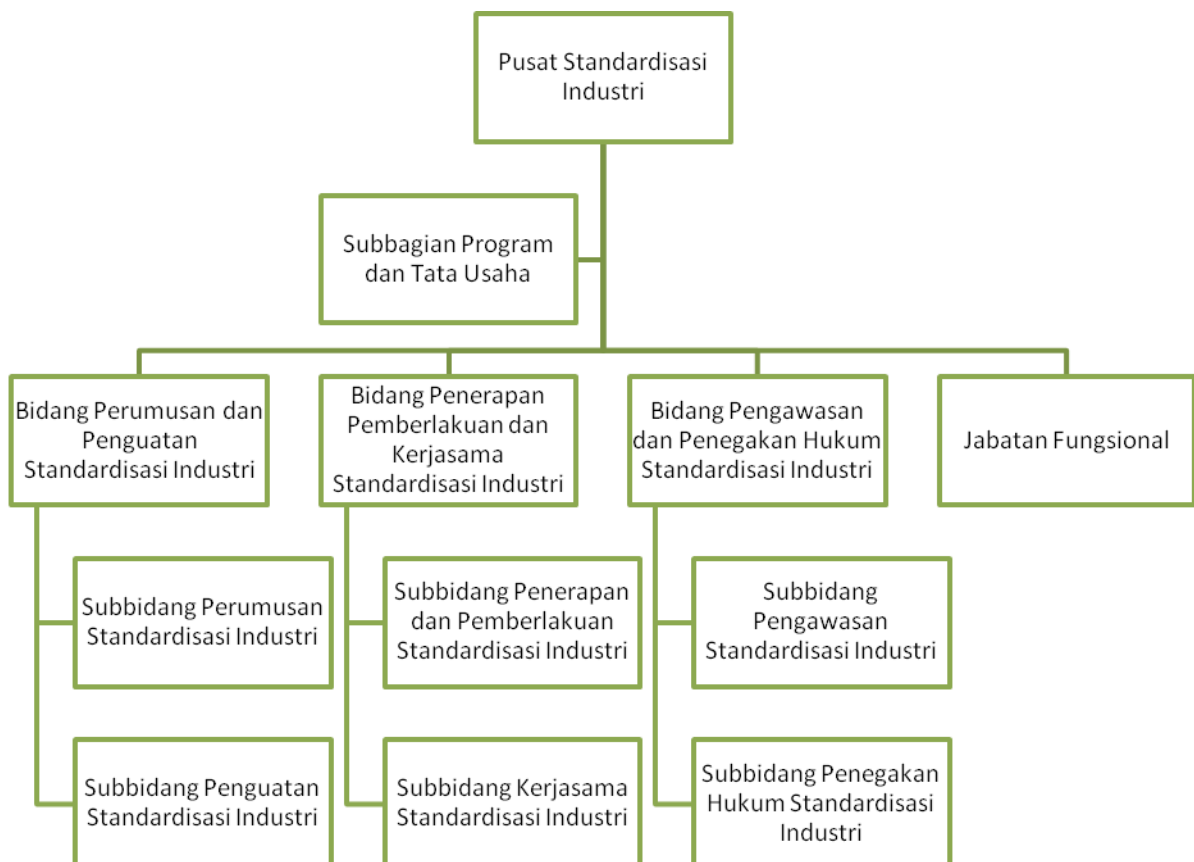 Pusat Standardisasi
Industri
Subbagian Program
dan Tata Usaha
Bidang Perumusan dan
Penguatan
Standardisasi Industri
Bidang Penerapan
Pemberlakuan dan
Kerjasama
Standardisasi Industri
Bidang Pengawasan
dan Penegakan Hukum
Standardisasi Industri
Jabatan Fungsional
Subbidang Perumusan
Standardisasi Industri
Subbidang Penerapan
dan Pemberlakuan
Standardisasi Industri
Subbidang
Pengawasan
Standardisasi Industri
Subbidang Penguatan
Standardisasi Industri
Subbidang Kerjasama
Standardisasi Industri
Subbidang Penegakan
Hukum Standardisasi
Industri